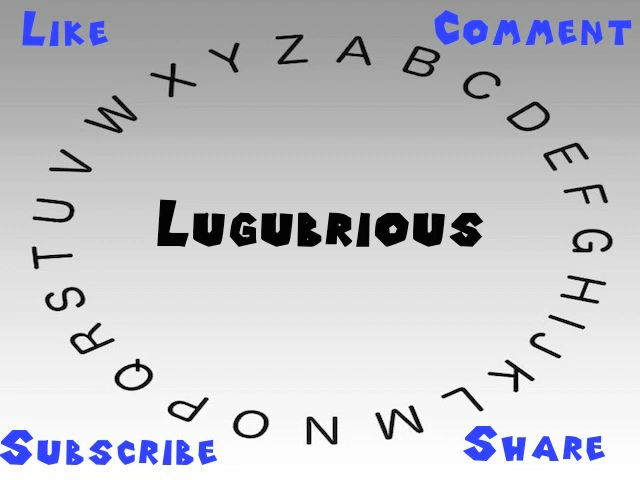 Like
Comment
A B C D E F G H I J K L M N O P Q R S T U V W X Y Z
Lugubrious
Subscribe
Share